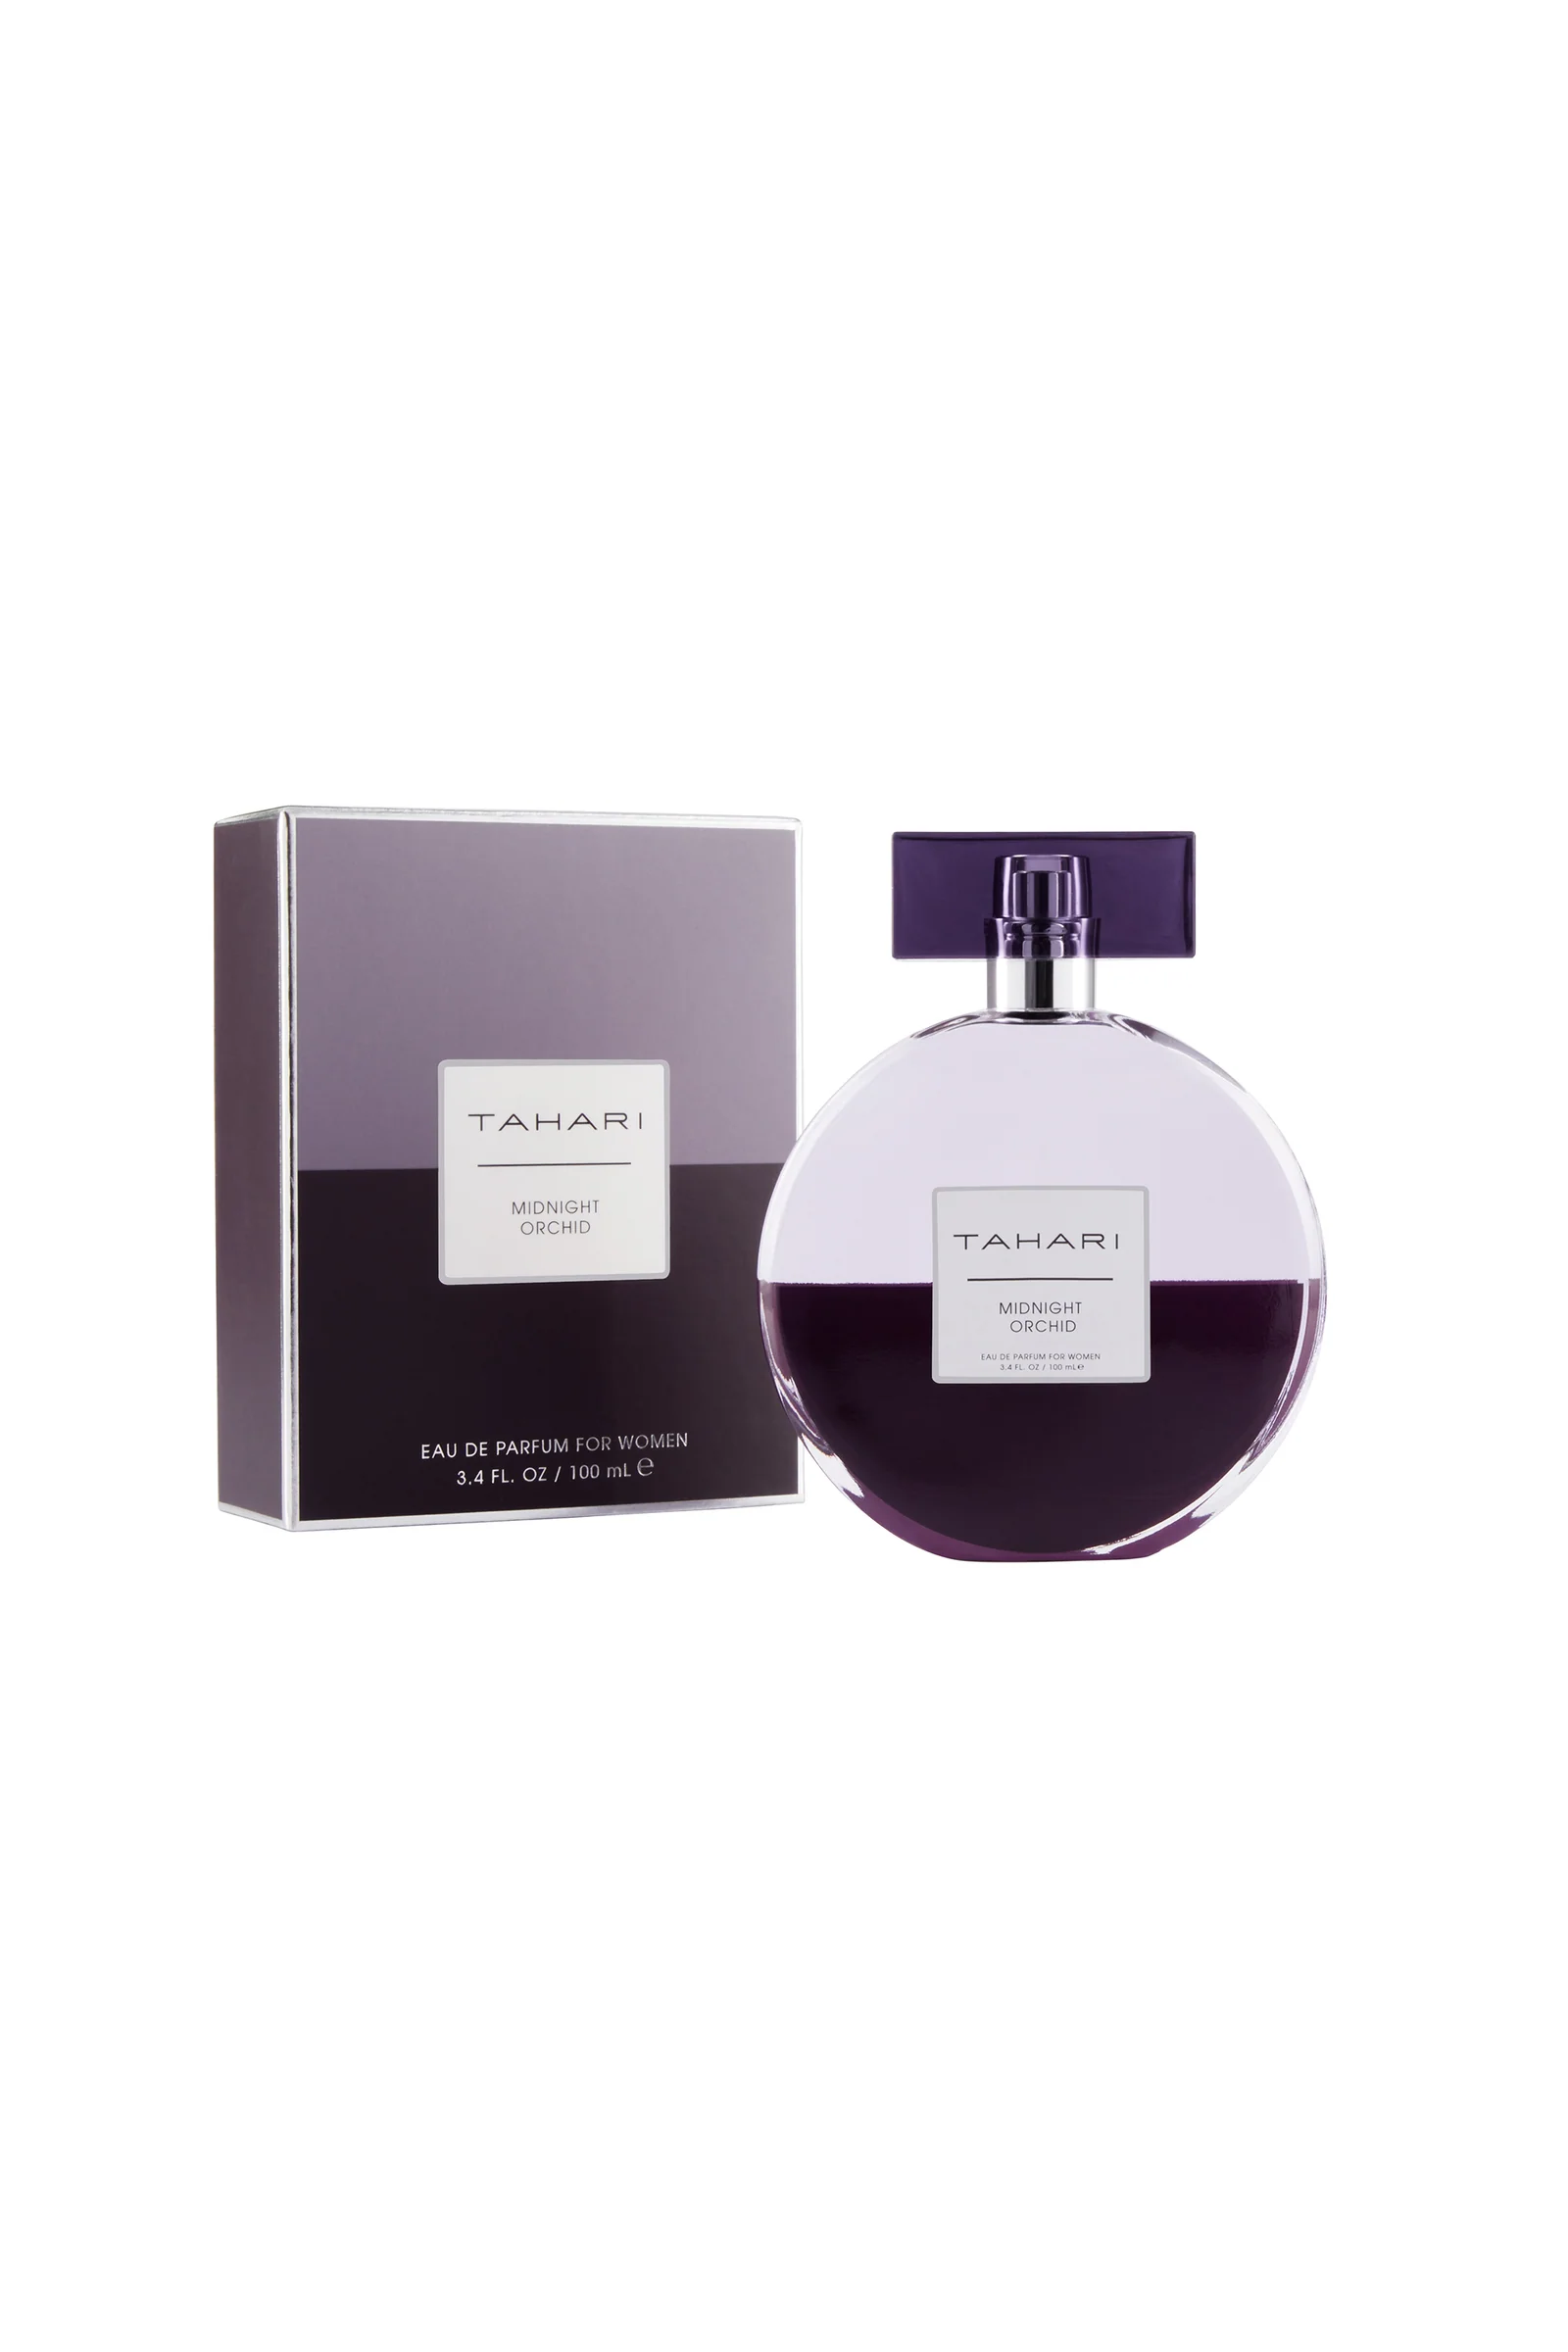 TAHARI
MIDNIGHT
ORCHID
EAU DE PARFUM FOR WOMEN
3.4 FL. OZ / 100 mL ℮
TAHARI
MIDNIGHT
ORCHID
EAU DE PARFUM FOR WOMEN
3.4 FL. OZ / 100 mL ℮